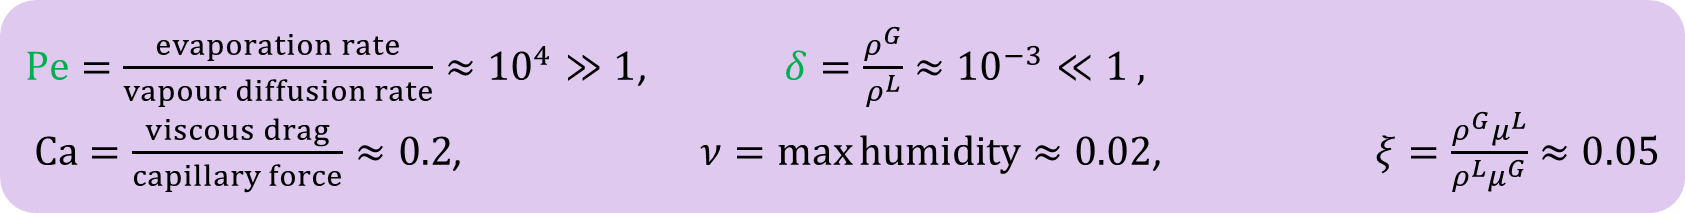 Pe = evaporation rate / vapour diffusion rate ≈ 10⁴ ≫ 1, δ = ρ^G / ρ^L ≈ 10⁻³ ≪ 1 ,
Ca = viscous drag / capillary force ≈ 0.2, ν = max humidity ≈ 0.02, ξ = ρ^G μ^L / ρ^L μ^G ≈ 0.05